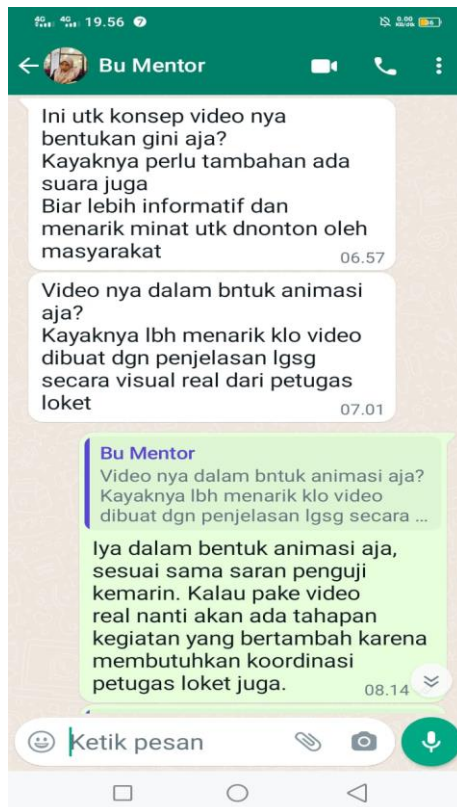 19.56
Bu Mentor
Ini utk konsep video nya
bentukan gini aja?
Kayaknya perlu tambahan ada
suara juga
Biar lebih informatif dan
menarik minat utk dnonton oleh
masyarakat
06.57
Video nya dalam bntuk animasi
aja?
Kayaknya lbh menarik klo video
dibuat dgn penjelasan lgsg
secara visual real dari petugas
loket
07.01
Bu Mentor
Video nya dalam bntuk animasi aja?
Kayaknya lbh menarik klo video
dibuat dgn penjelasan lgsg secara ...
Iya dalam bentuk animasi aja,
sesuai sama saran penguji
kemarin. Kalau pake video
real nanti akan ada tahapan
kegiatan yang bertambah karena
membutuhkan koordinasi
petugas loket juga.
08.14
Ketik pesan